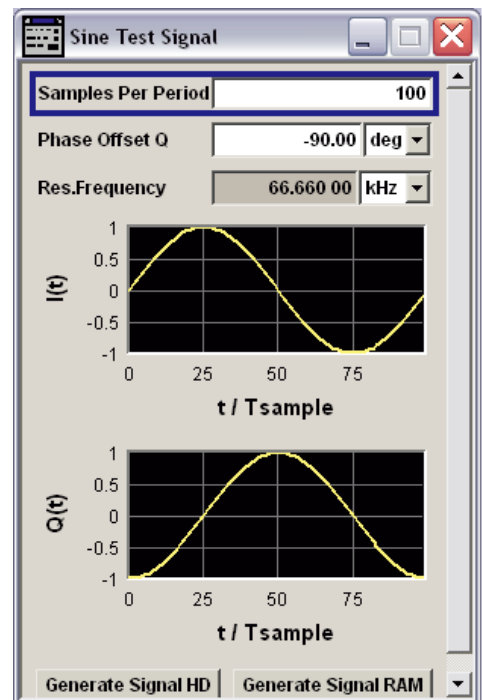 Sine Test Signal
Samples Per Period 100
Phase Offset Q -90.00 deg
Res.Frequency 66.660 00 kHz
I(t)
1
0.5
0
-0.5
-1
0 25 50 75
t / Tsample
Q(t)
1
0.5
0
-0.5
-1
0 25 50 75
t / Tsample
Generate Signal HD Generate Signal RAM